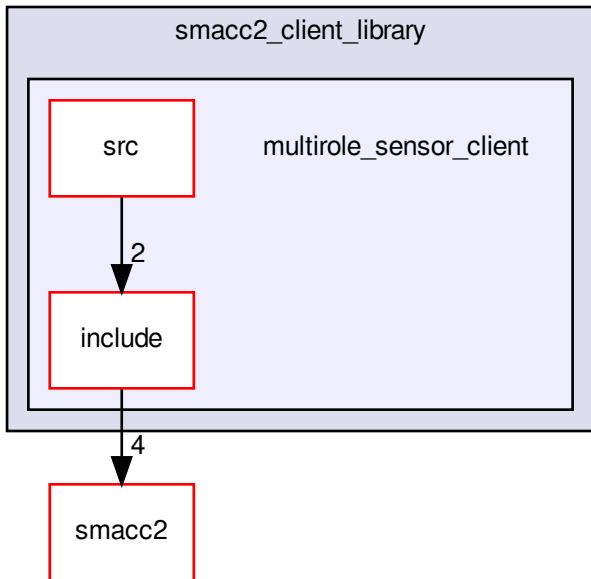 smacc2_client_library
src
multirole_sensor_client
2
include
4
smacc2